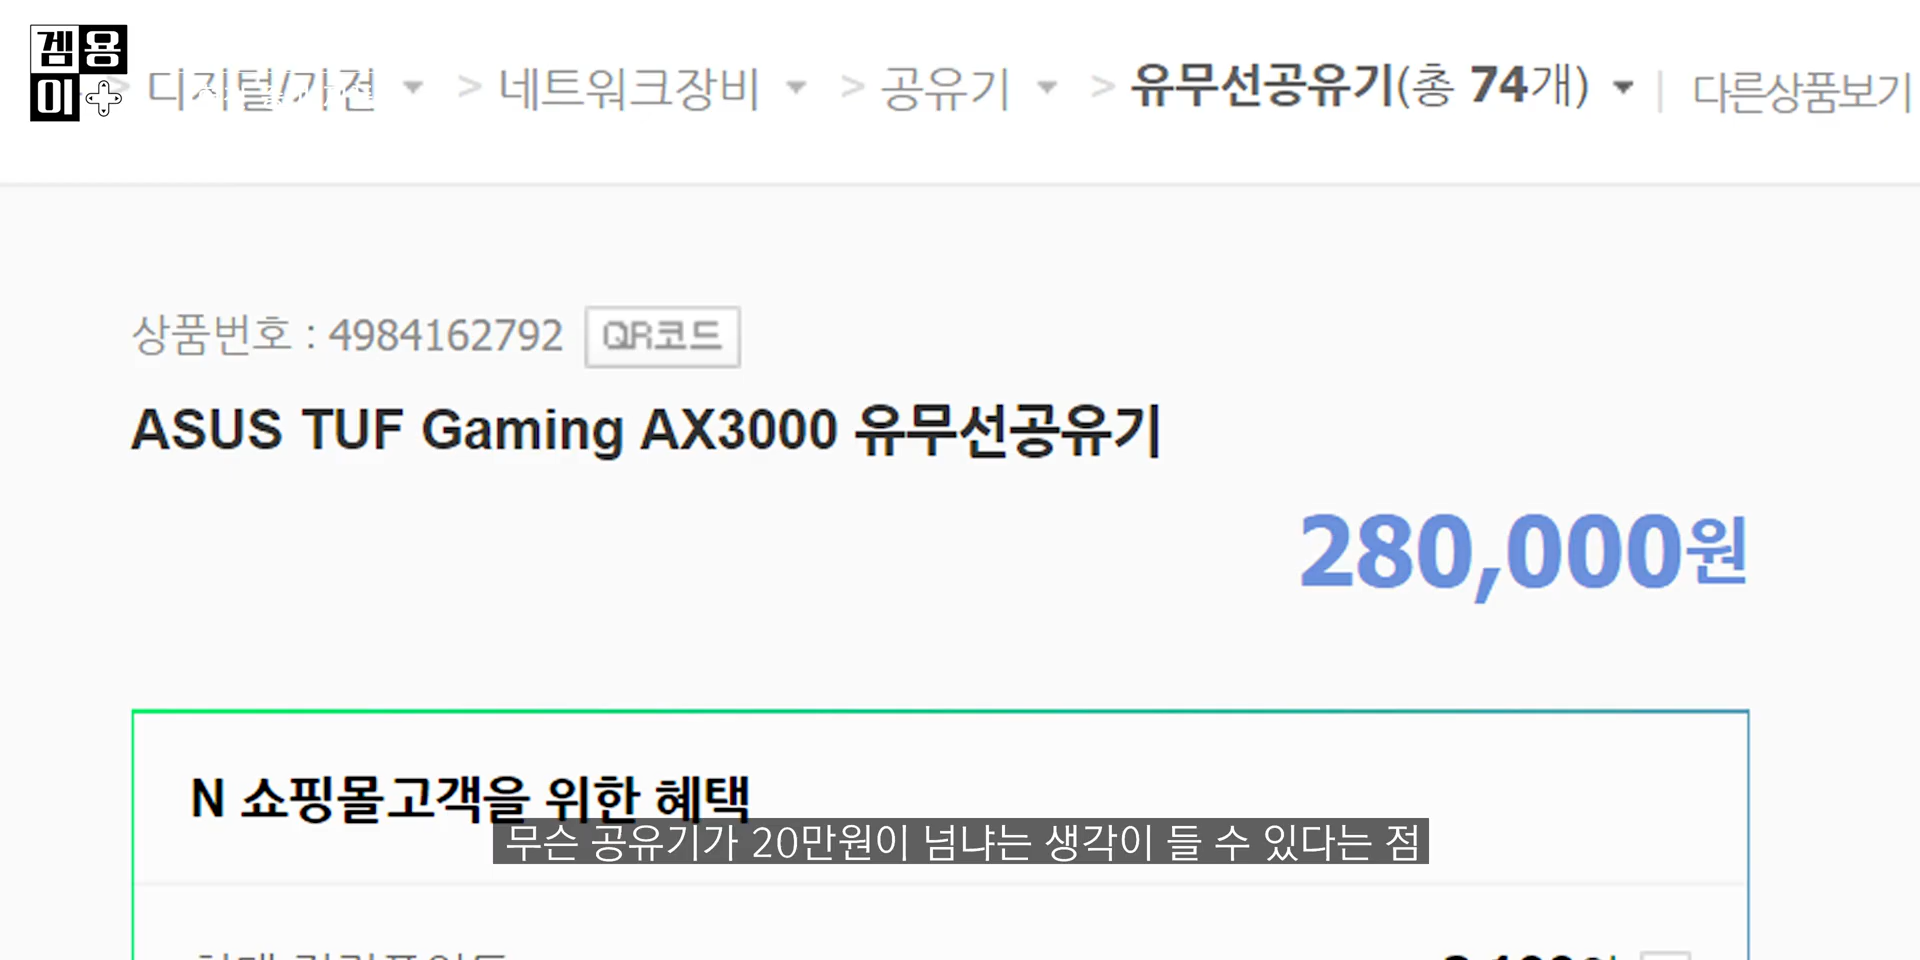 겜용
이
디지털/가전 > 네트워크장비 > 공유기 > 유무선공유기(총 74개) | 다른상품보기
상품번호 : 4984162792 QR코드
ASUS TUF Gaming AX3000 유무선공유기
280,000원
N 쇼핑몰고객을 위한 혜택
무슨 공유기가 20만원이 넘냐는 생각이 들 수 있다는 점